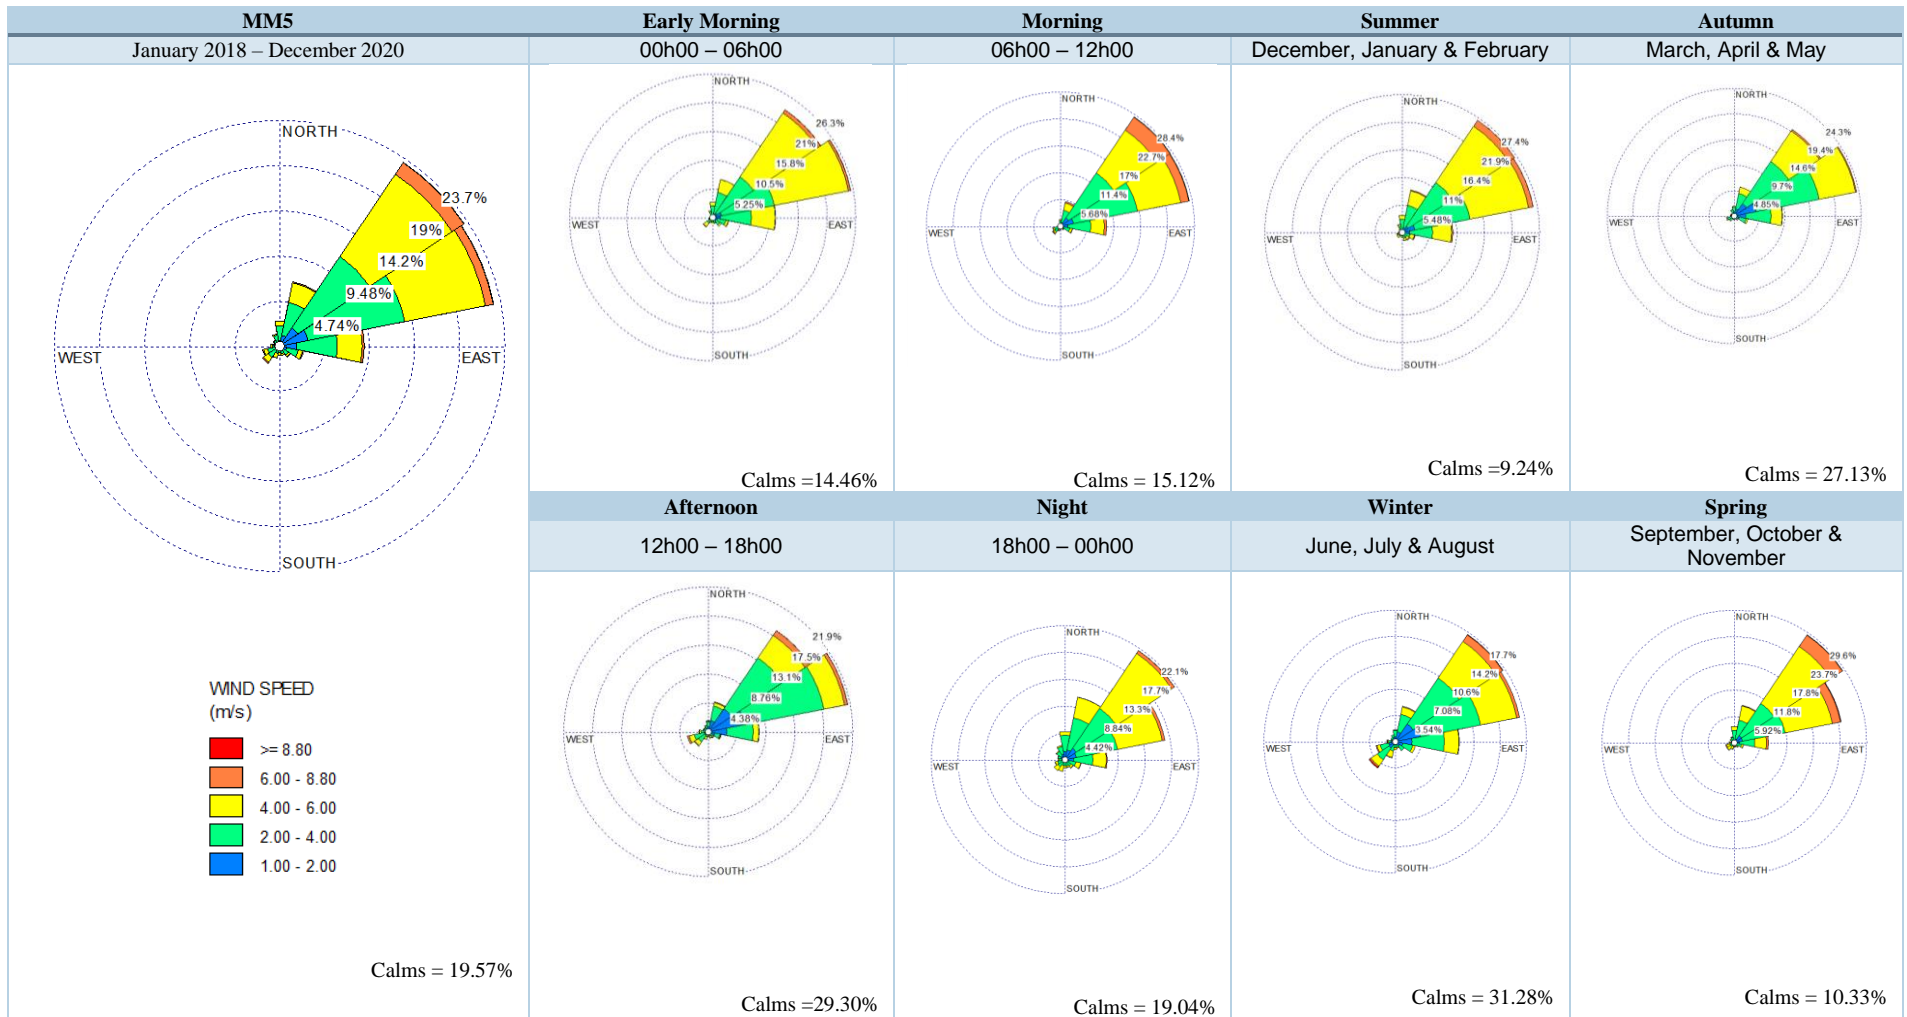 MM5
Early Morning
Morning
Summer
Autumn
January 2018 – December 2020
00h00 – 06h00
06h00 – 12h00
December, January & February
March, April & May
NORTH
23.7%
19%
14.2%
9.48%
4.74%
WEST
EAST
SOUTH
WIND SPEED
(m/s)
>= 8.80
6.00 - 8.80
4.00 - 6.00
2.00 - 4.00
1.00 - 2.00
Calms = 19.57%
NORTH
26.3%
21%
15.8%
10.5%
5.25%
WEST
EAST
SOUTH
Calms =14.46%
NORTH
28.4%
22.7%
17%
11.4%
5.68%
WEST
EAST
SOUTH
Calms = 15.12%
NORTH
27.4%
21.9%
16.4%
11%
5.48%
WEST
EAST
SOUTH
Calms =9.24%
NORTH
24.3%
19.4%
14.6%
9.7%
4.85%
WEST
EAST
SOUTH
Calms = 27.13%
Afternoon
Night
Winter
Spring
12h00 – 18h00
18h00 – 00h00
June, July & August
September, October &
November
NORTH
21.9%
17.5%
13.1%
8.76%
4.38%
WEST
EAST
SOUTH
Calms =29.30%
NORTH
22.1%
17.7%
13.3%
8.84%
4.42%
WEST
EAST
SOUTH
Calms = 19.04%
NORTH
17.7%
14.2%
10.6%
7.08%
3.54%
WEST
EAST
SOUTH
Calms = 31.28%
NORTH
29.6%
23.7%
17.8%
11.8%
5.92%
WEST
EAST
SOUTH
Calms = 10.33%